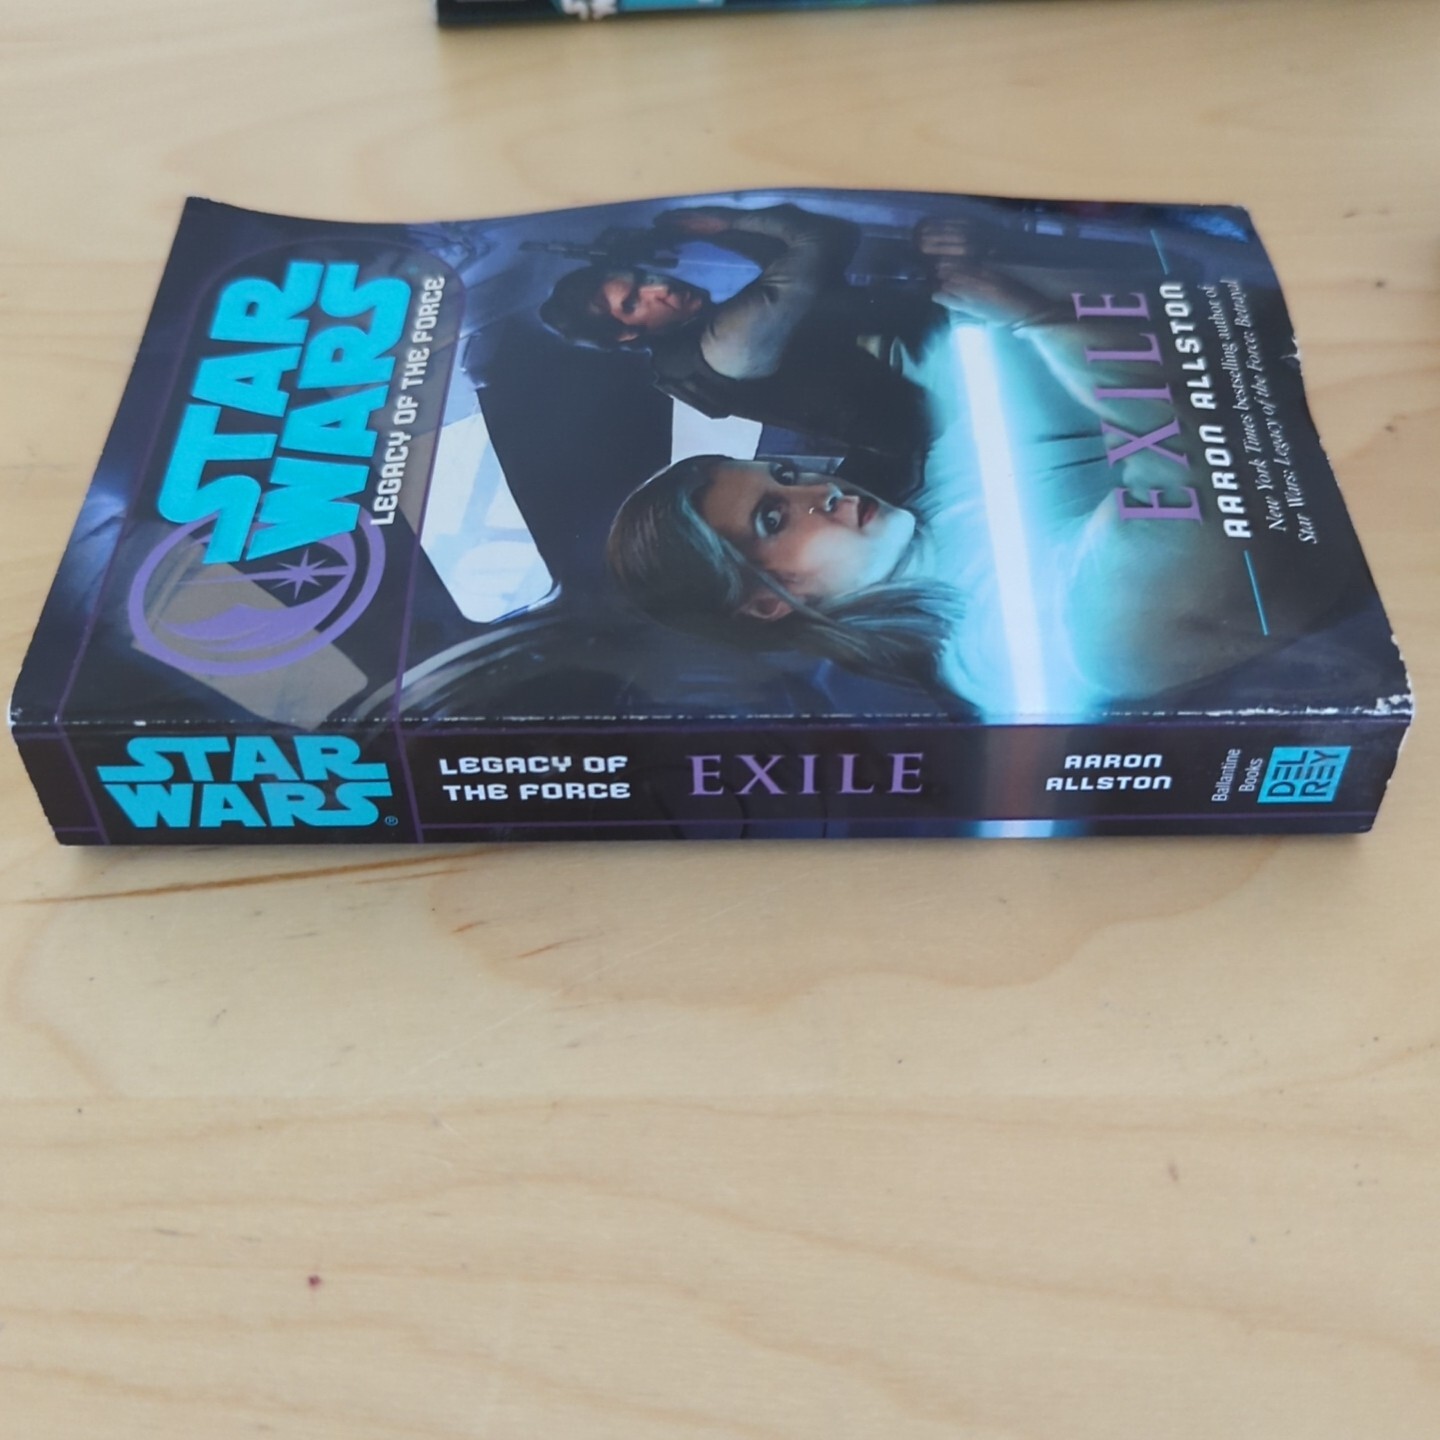 STAR
WARS
LEGACY OF THE FORCE
EXILE
AARON ALLSTON
New York Times bestselling author of
Star Wars: Legacy of the Force: Betrayal
STAR
WARS®
LEGACY OF
THE FORCE
EXILE
AARON
ALLSTON
Ballantine
Books
DEL
REY